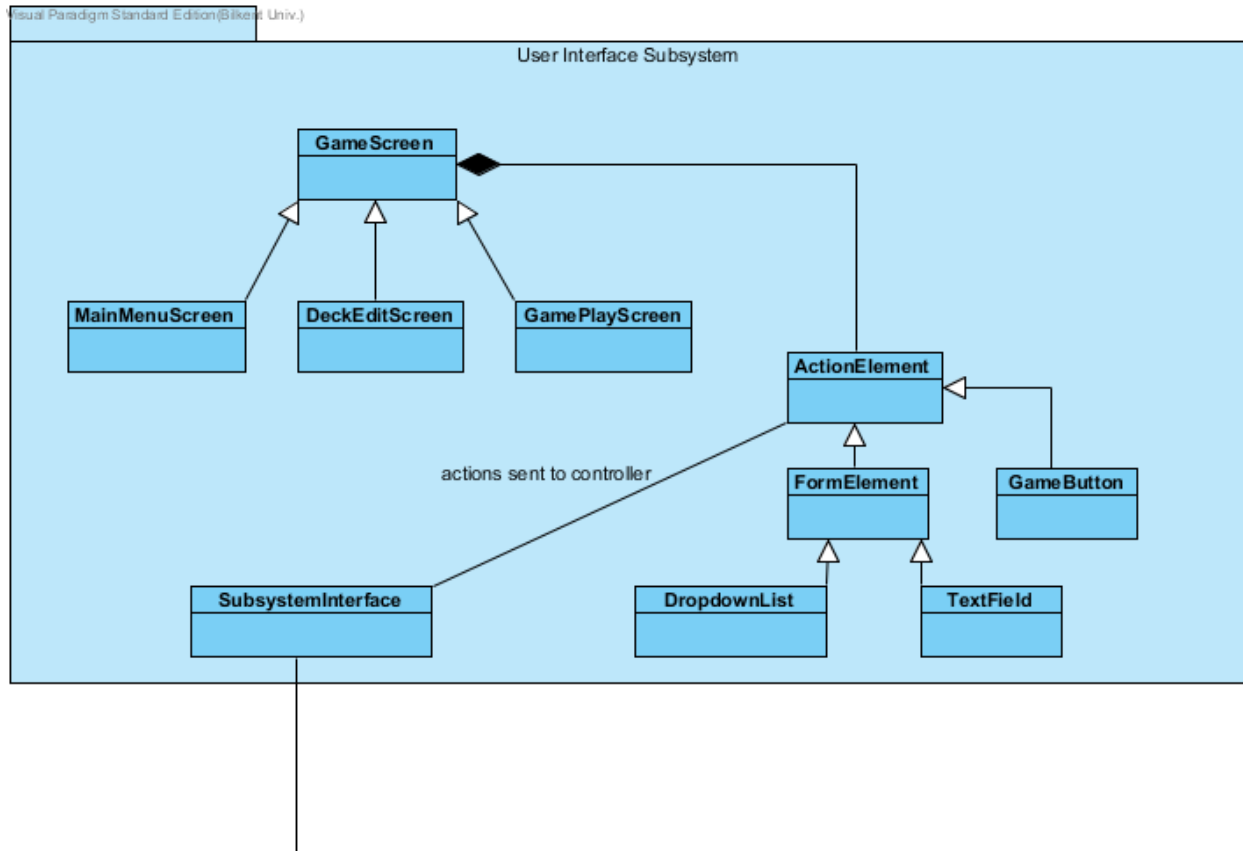 Visual Paradigm Standard Edition(Bilkent Univ.)
User Interface Subsystem
GameScreen
MainMenuScreen
DeckEditScreen
GamePlayScreen
ActionElement
actions sent to controller
FormElement
GameButton
SubsystemInterface
DropdownList
TextField